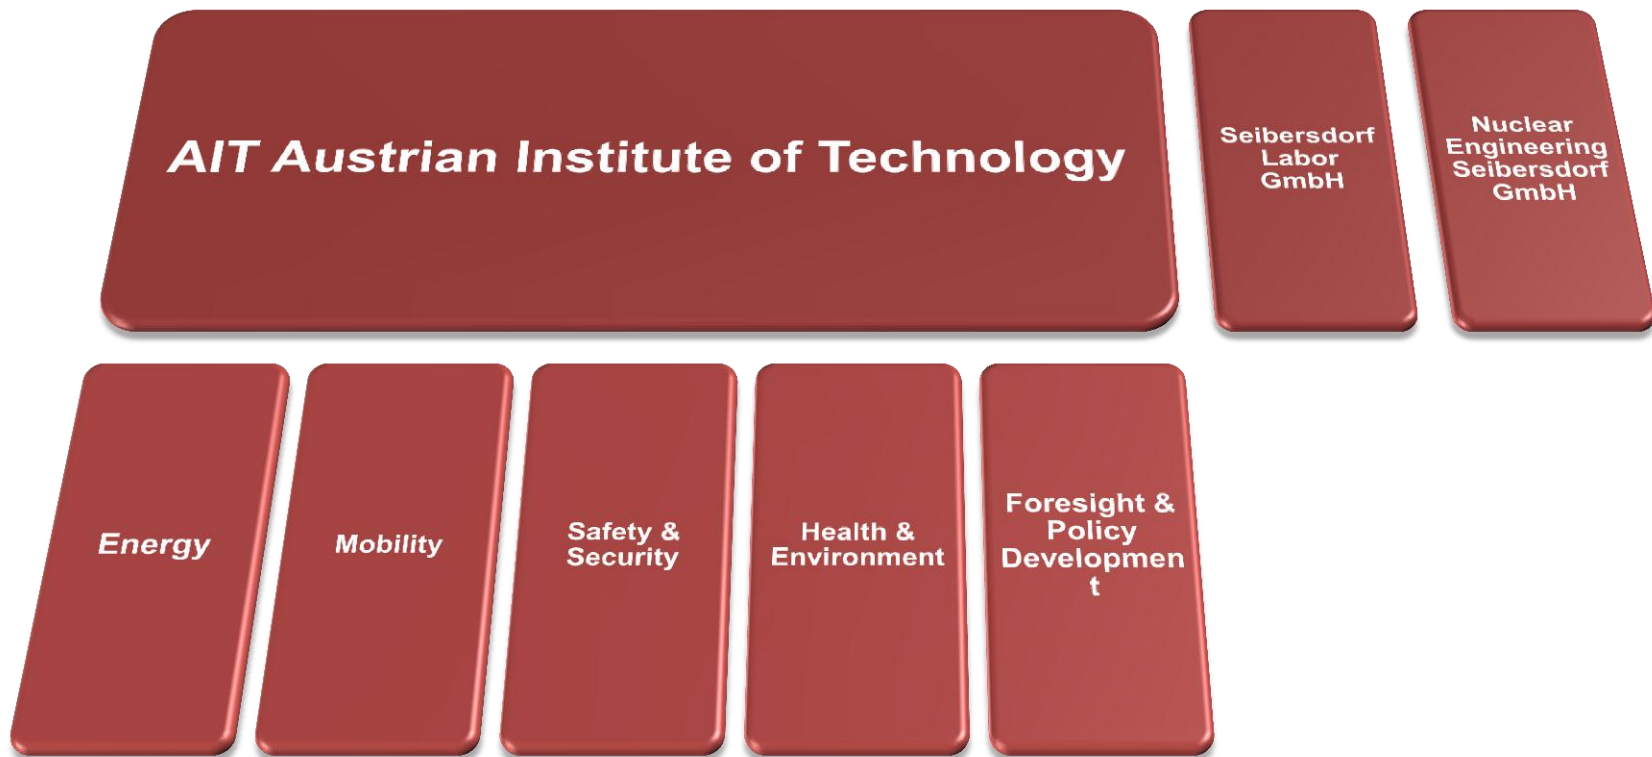 AIT Austrian Institute of Technology
Seibersdorf
Labor
GmbH
Nuclear
Engineering
Seibersdorf
GmbH
Energy
Mobility
Safety &
Security
Health &
Environment
Foresight &
Policy
Developmen
t